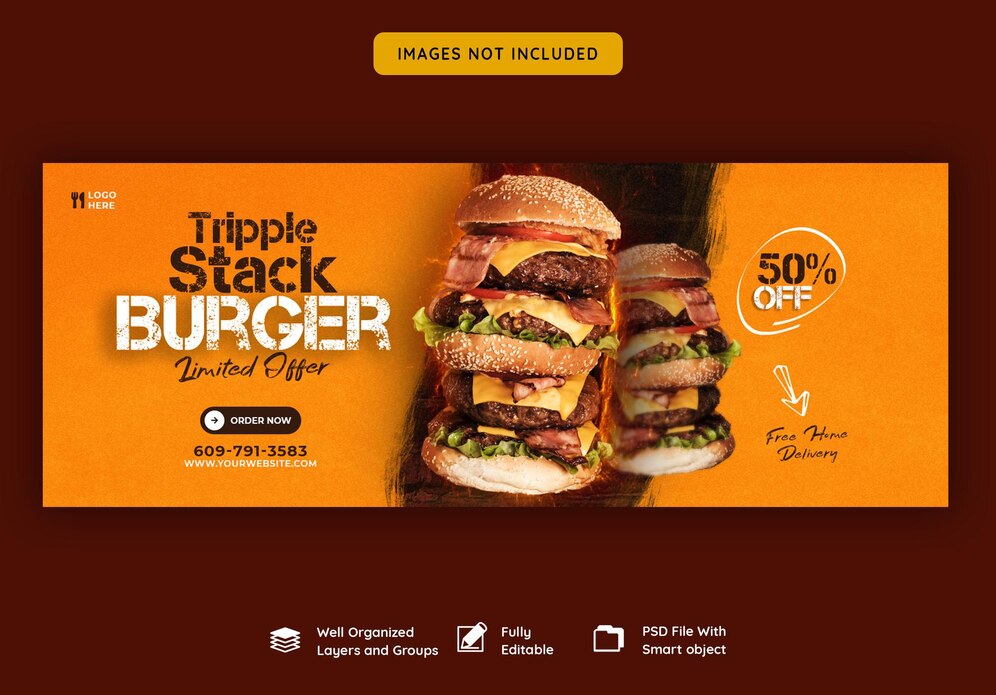 IMAGES NOT INCLUDED
LOGO
HERE
Tripple
Stack
BURGER
Limited Offer
ORDER NOW
609-791-3583
WWW.YOURWEBSITE.COM
50%
OFF
Free Home
Delivery
Well Organized
Layers and Groups
Fully
Editable
PSD File With
Smart object